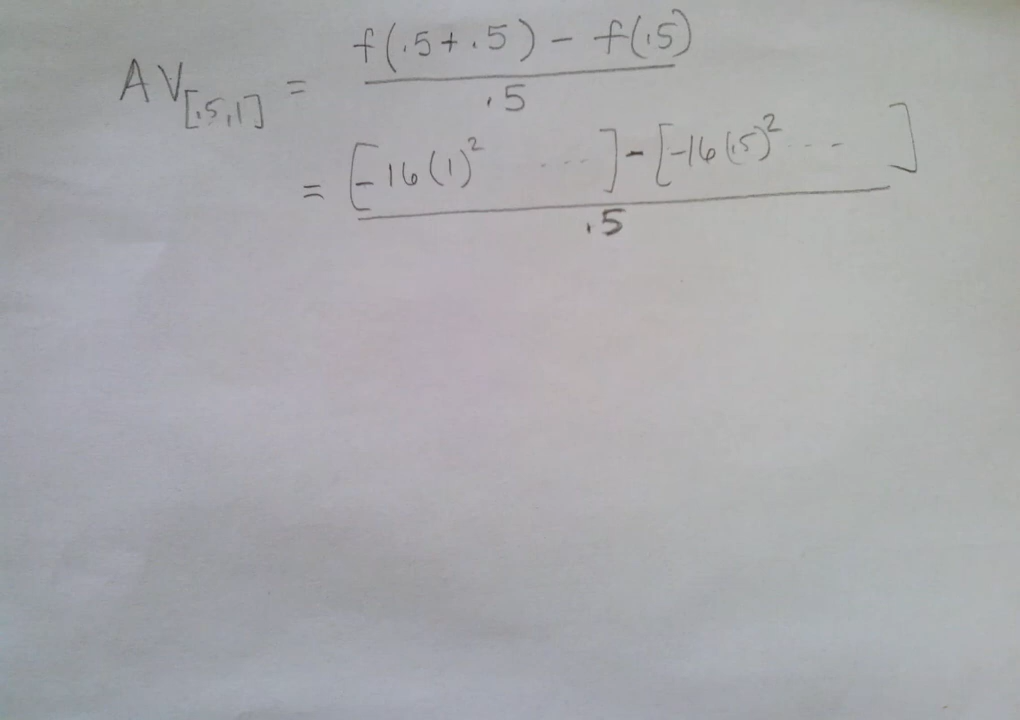 AV[.5,1] = f(.5+.5) - f(.5) / .5
= [-16(1)² ...] - [-16(.5)² ... ] / .5